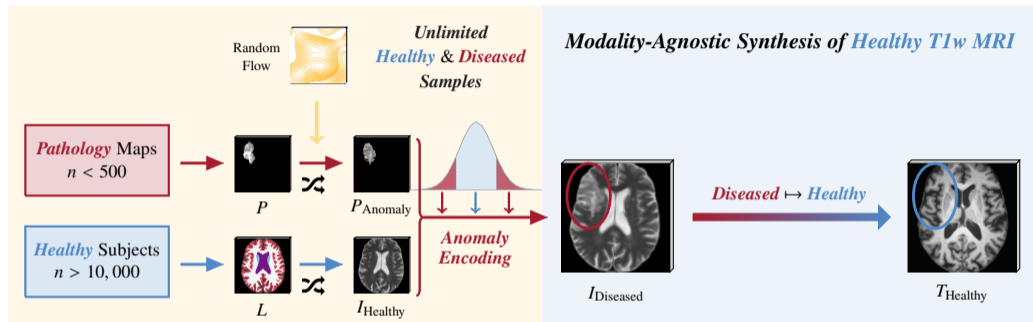 Random
Flow
Unlimited
Healthy & Diseased
Samples
Modality-Agnostic Synthesis of Healthy T1w MRI
Pathology Maps
n < 500
P
P_Anomaly
Healthy Subjects
n > 10,000
L
I_Healthy
Anomaly
Encoding
I_Diseased
Diseased ↦ Healthy
T_Healthy